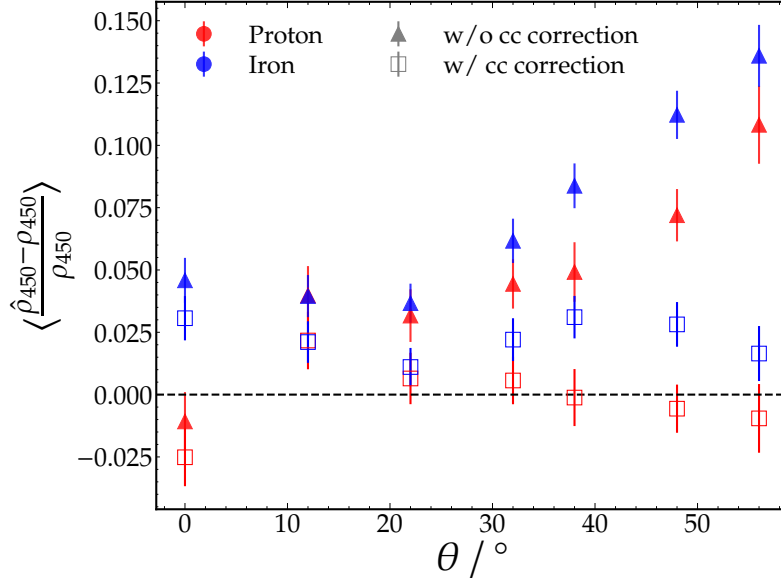 Proton
Iron
w/o cc correction
w/ cc correction
0.150
0.125
0.100
0.075
0.050
0.025
0.000
−0.025
⟨(ρ̂₄₅₀−ρ₄₅₀)/ρ₄₅₀⟩
0 10 20 30 40 50
θ / °